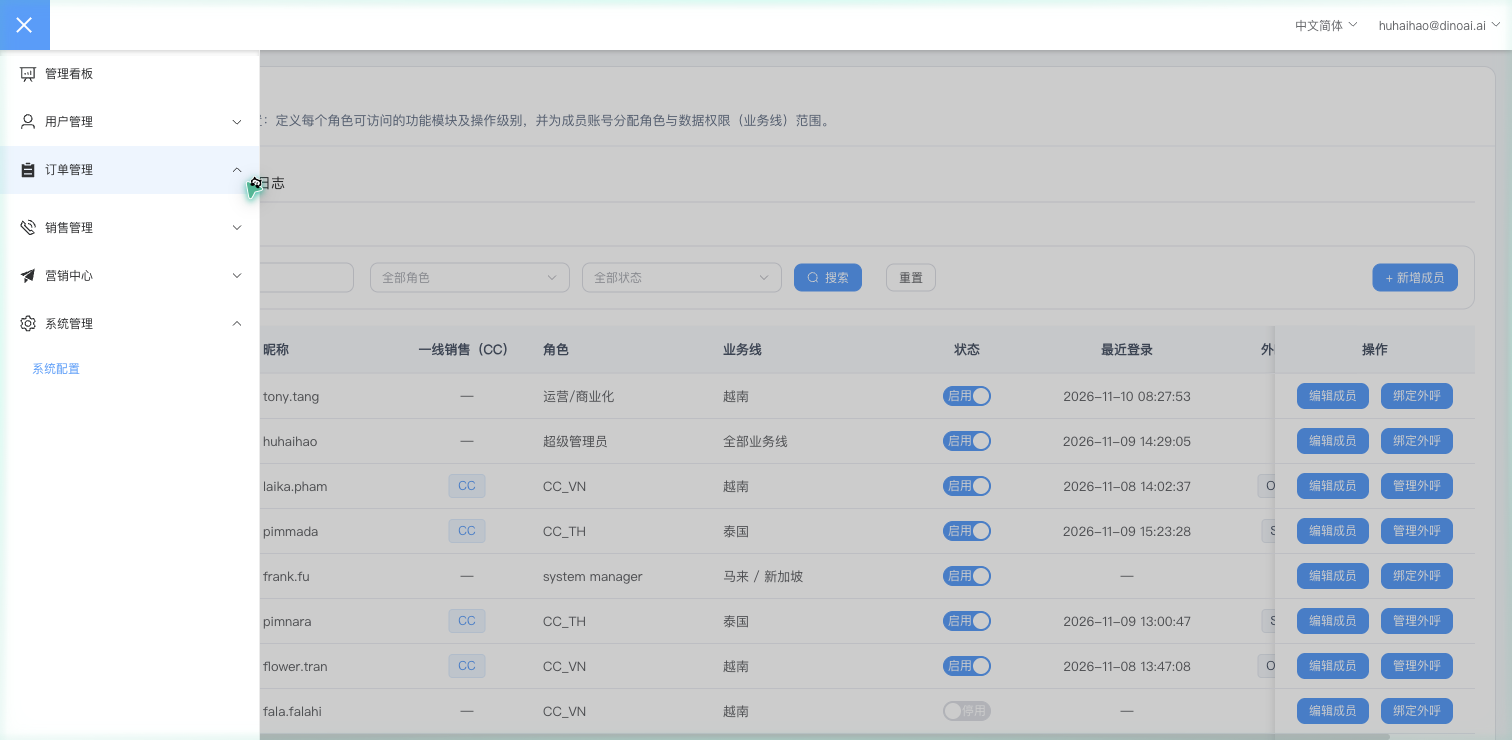 中文简体 huhaihao@dinoai.ai
管理看板
用户管理
订单管理
销售管理
营销中心
系统管理
系统配置
：定义每个角色可访问的功能模块及操作级别，并为成员账号分配角色与数据权限（业务线）范围。
日志
全部角色 全部状态 搜索 重置 + 新增成员
昵称 一线销售（CC） 角色 业务线 状态 最近登录 外 操作
tony.tang — 运营/商业化 越南 启用 2026-11-10 08:27:53 编辑成员 绑定外呼
huhaihao — 超级管理员 全部业务线 启用 2026-11-09 14:29:05 编辑成员 绑定外呼
laika.pham CC CC_VN 越南 启用 2026-11-08 14:02:37 O 编辑成员 管理外呼
pimmada CC CC_TH 泰国 启用 2026-11-09 15:23:28 S 编辑成员 管理外呼
frank.fu — system manager 马来 / 新加坡 启用 — 编辑成员 绑定外呼
pimnara CC CC_TH 泰国 启用 2026-11-09 13:00:47 S 编辑成员 管理外呼
flower.tran CC CC_VN 越南 启用 2026-11-08 13:47:08 O 编辑成员 管理外呼
fala.falahi — CC_VN 越南 停用 — 编辑成员 绑定外呼